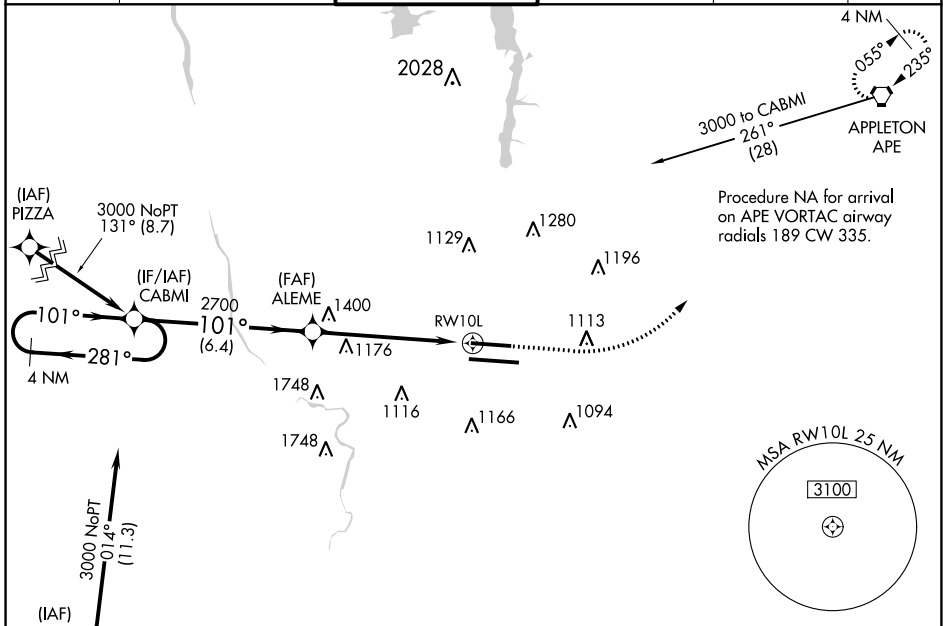 4 NM
055°
235°
2028
3000 to CABMI
261°
(28)
APPLETON
APE
Procedure NA for arrival
on APE VORTAC airway
radials 189 CW 335.
(IAF)
PIZZA
3000 NoPT
131° (8.7)
(IF/IAF)
CABMI
2700
101°
(6.4)
(FAF)
ALEME
1400
1176
101°
281°
4 NM
1129
1280
1196
RW10L
1113
1748
1116
1166
1094
1748
MSA RW10L 25 NM
3100
3000 NoPT
014°
(11.3)
(IAF)